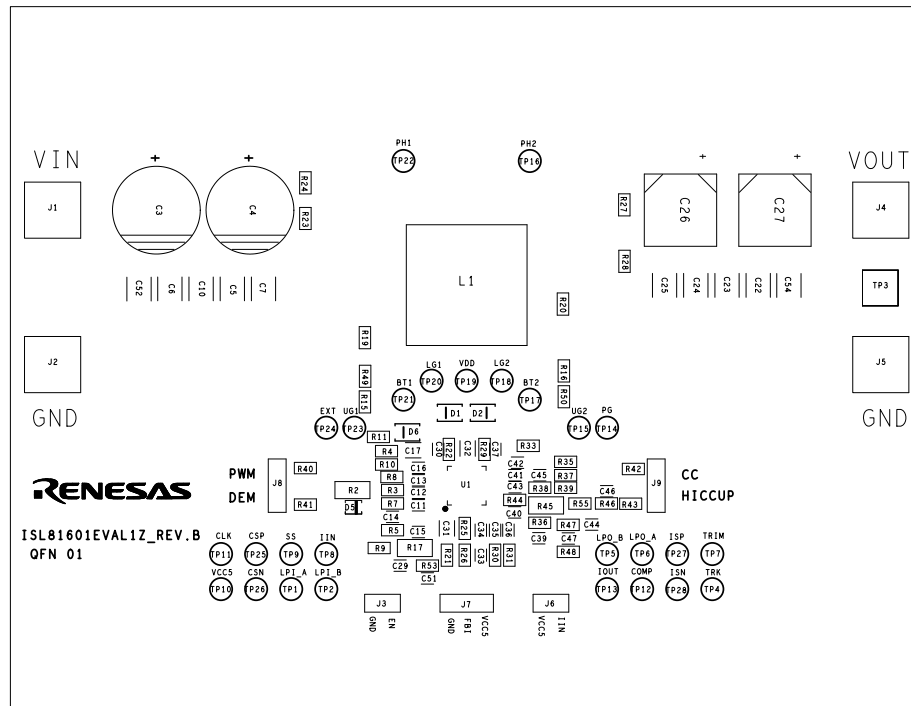 PH1
PH2
TP22
TP16
VIN
VOUT
+
+
+
+
J1
C3
C4
R24
R23
R27
C26
C27
J4
R28
L1
C52
C6
C10
C5
C7
C25
C24
C23
C22
C54
TP3
R20
R19
J2
J5
LG1
VDD
LG2
TP20
TP19
TP18
R49
R16
BT1
BT2
TP21
TP17
R15
R50
GND
GND
EXT
UG1
D1
D2
UG2
PG
TP24
TP23
TP15
TP14
D6
R11
R4
C17
C30
R22
C32
R29
C37
R33
R10
C16
C42
R35
R40
PWM
J8
R8
C13
C41
C45
R37
R42
J9
CC
RENESAS
R2
R3
C12
U1
C43
R38
R39
C46
DEM
R41
D5
R7
C11
R44
R45
R55
R46
R43
HICCUP
C14
C40
ISL81601EVAL1Z_REV.B
QFN 01
R5
C15
C31
R25
C34
C35
C36
R36
R47
C44
C39
C47
CLK
CSP
SS
IIN
LPO_B
LPO_A
ISP
TRIM
TP11
TP25
TP9
TP8
R9
R17
R21
R26
C33
R30
R31
R48
TP5
TP6
TP27
TP7
VCC5
CSN
LPI_A
LPI_B
C29
R53
IOUT
COMP
ISN
TRK
TP10
TP26
TP1
TP2
C51
TP13
TP12
TP28
TP4
J3
J7
J6
GND
EN
GND
FBI
VCC5
VCC5
IIN